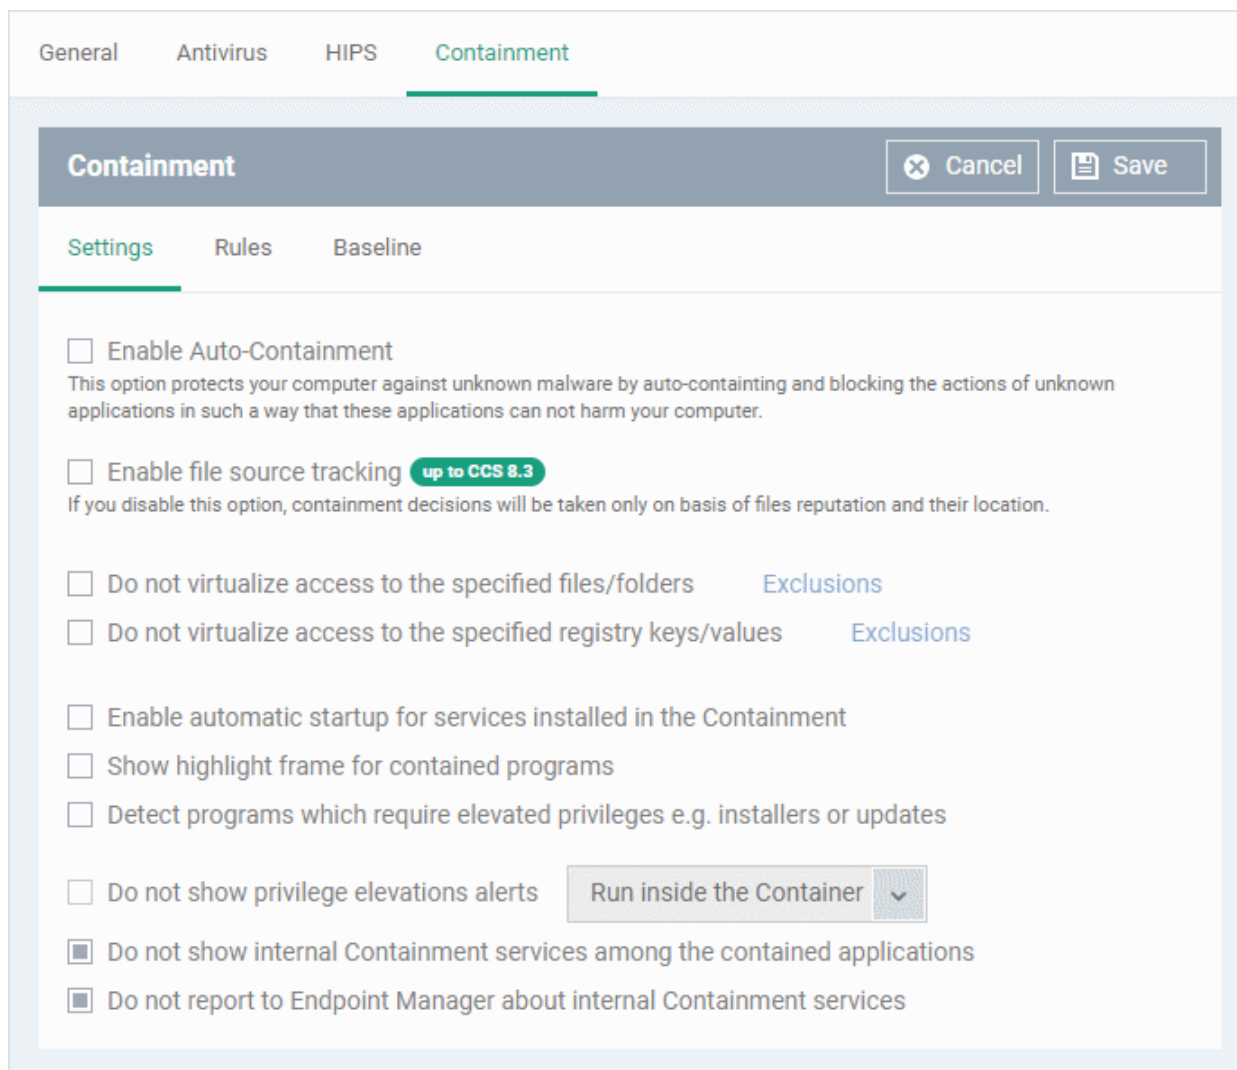 General Antivirus HIPS Containment
Containment Cancel Save
Settings Rules Baseline
Enable Auto-Containment
This option protects your computer against unknown malware by auto-containting and blocking the actions of unknown
applications in such a way that these applications can not harm your computer.
Enable file source tracking up to CCS 8.3
If you disable this option, containment decisions will be taken only on basis of files reputation and their location.
Do not virtualize access to the specified files/folders Exclusions
Do not virtualize access to the specified registry keys/values Exclusions
Enable automatic startup for services installed in the Containment
Show highlight frame for contained programs
Detect programs which require elevated privileges e.g. installers or updates
Do not show privilege elevations alerts Run inside the Container
Do not show internal Containment services among the contained applications
Do not report to Endpoint Manager about internal Containment services